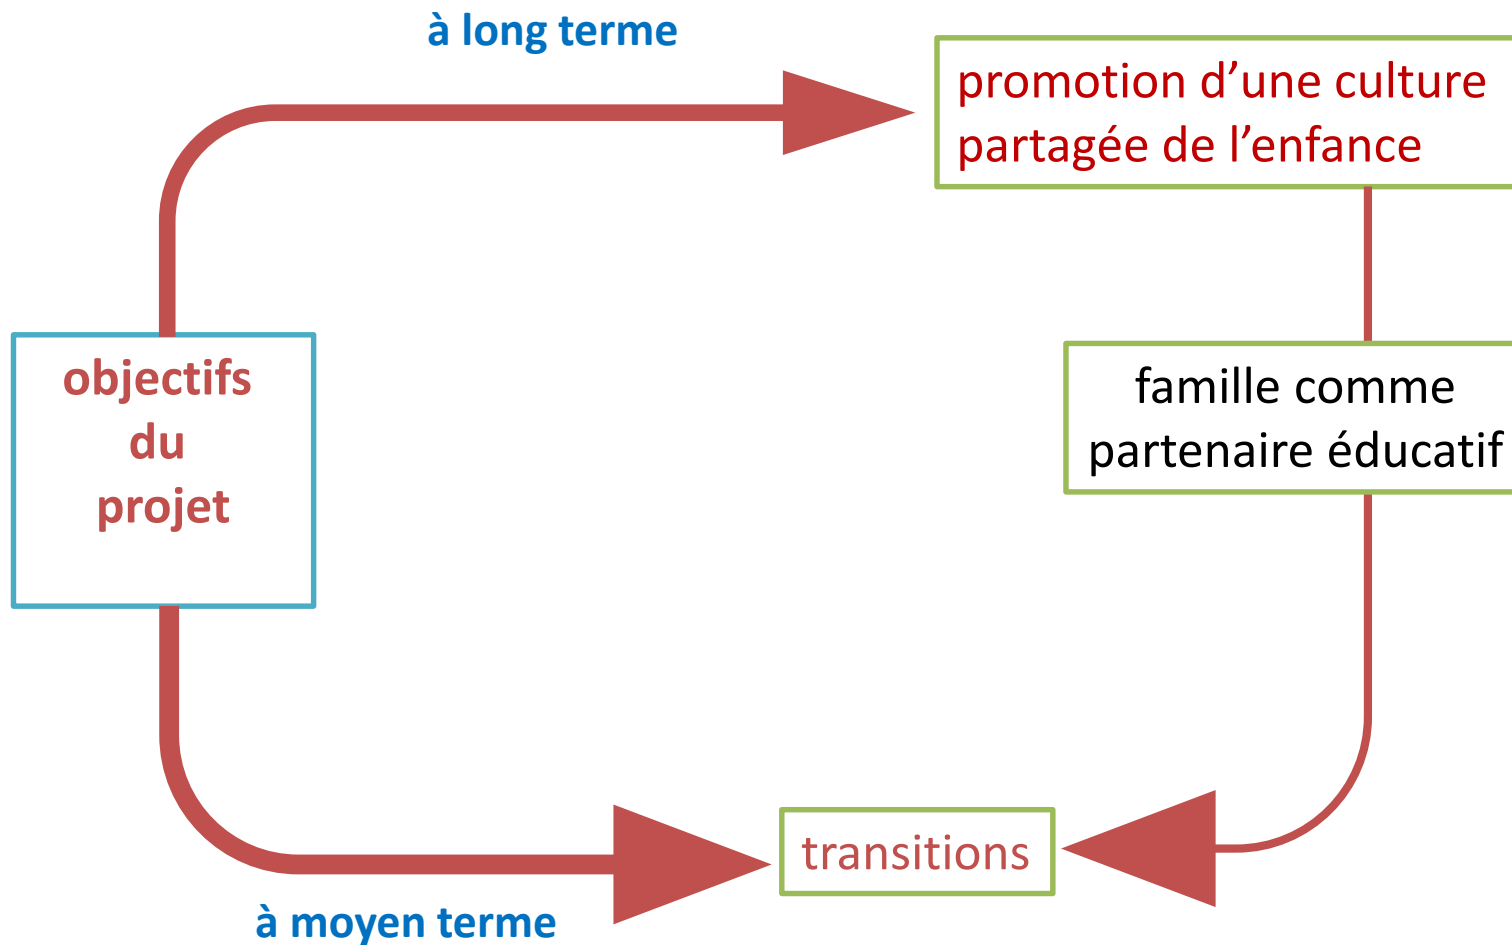 à long terme
promotion d’une culture
partagée de l’enfance
objectifs
du
projet
famille comme
partenaire éducatif
transitions
à moyen terme